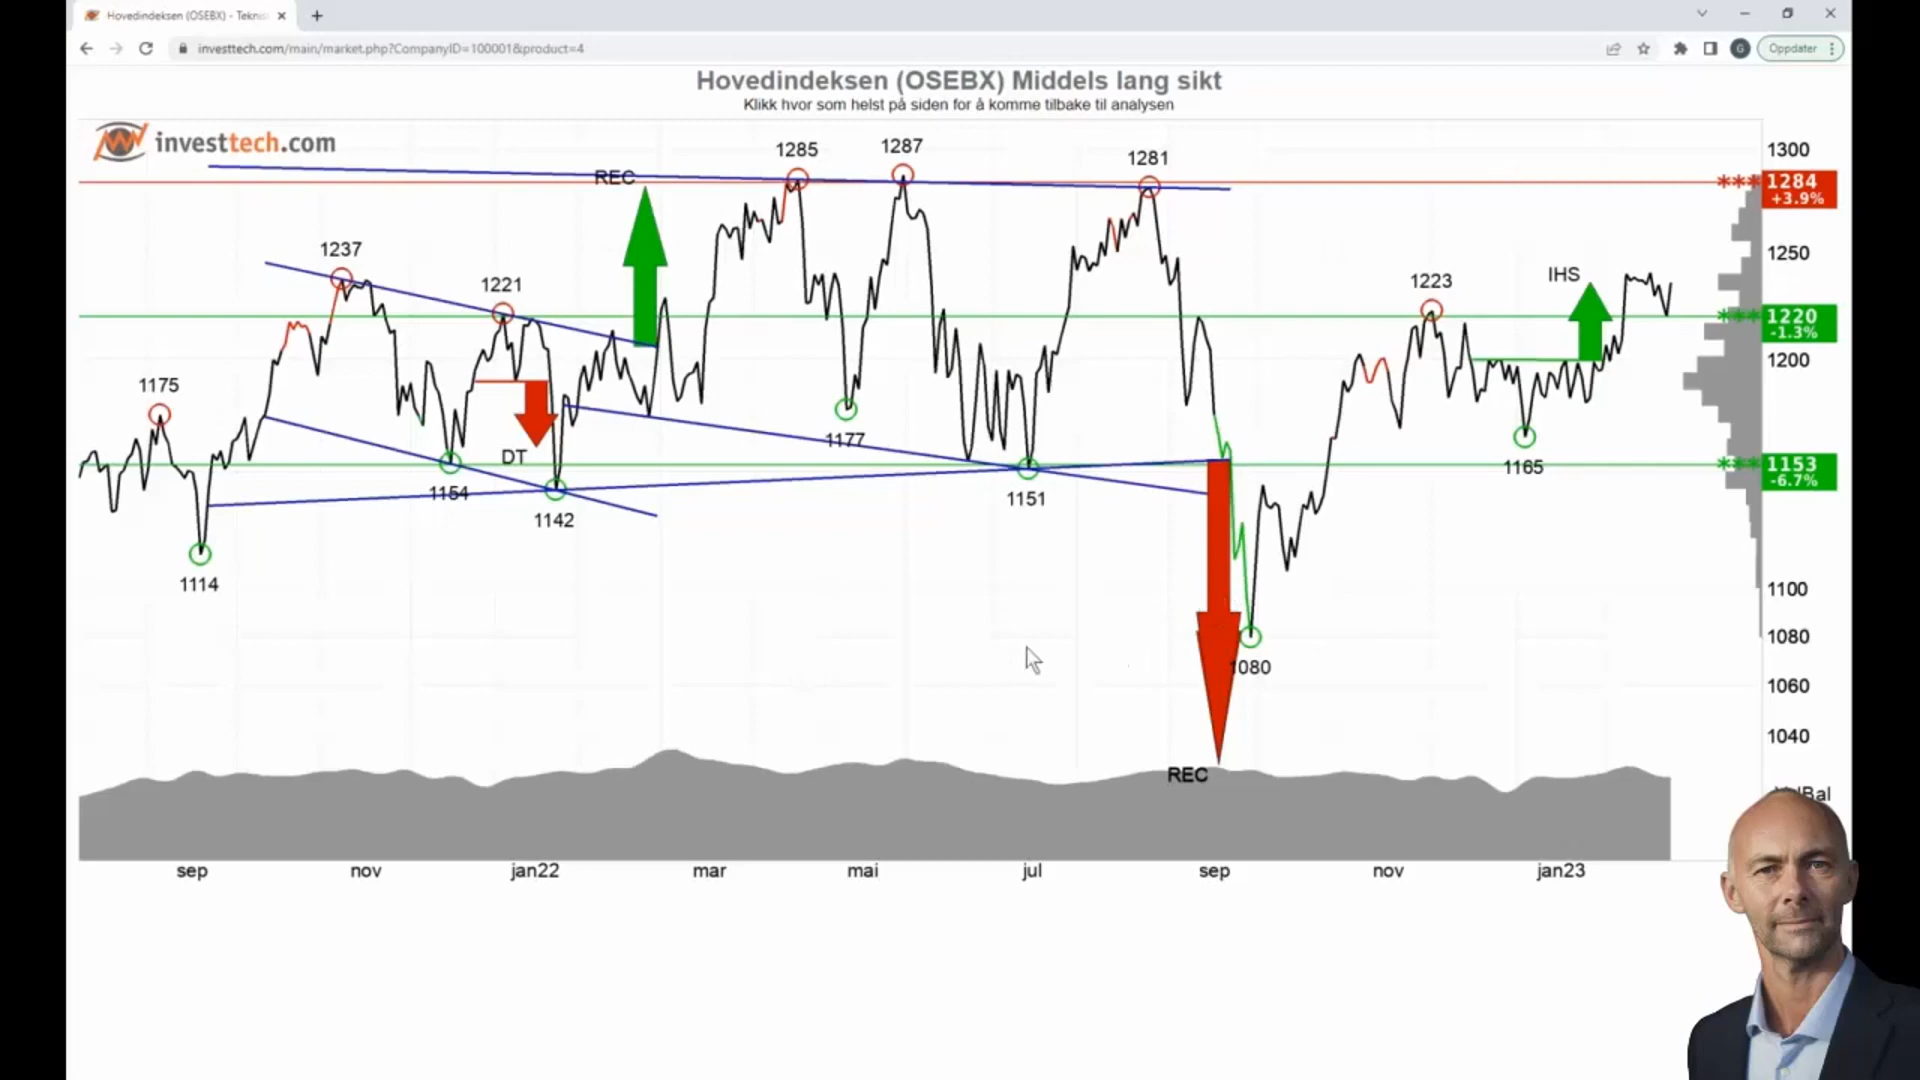 Hovedindeksen (OSEBX) - Teknis
investtech.com/main/market.php?CompanyID=100001&product=4
G
Oppdater
Hovedindeksen (OSEBX) Middels lang sikt
Klikk hvor som helst på siden for å komme tilbake til analysen
investtech.com
1285
1287
1281
1300
REC
***1284
+3.9%
1237
1250
1221
1223
IHS
***1220
-1.3%
1200
1175
1177
DT
***1153
-6.7%
1165
1154
1151
1142
1114
1100
1080
1080
1060
1040
REC
sep
nov
jan22
mar
mai
jul
sep
nov
jan23